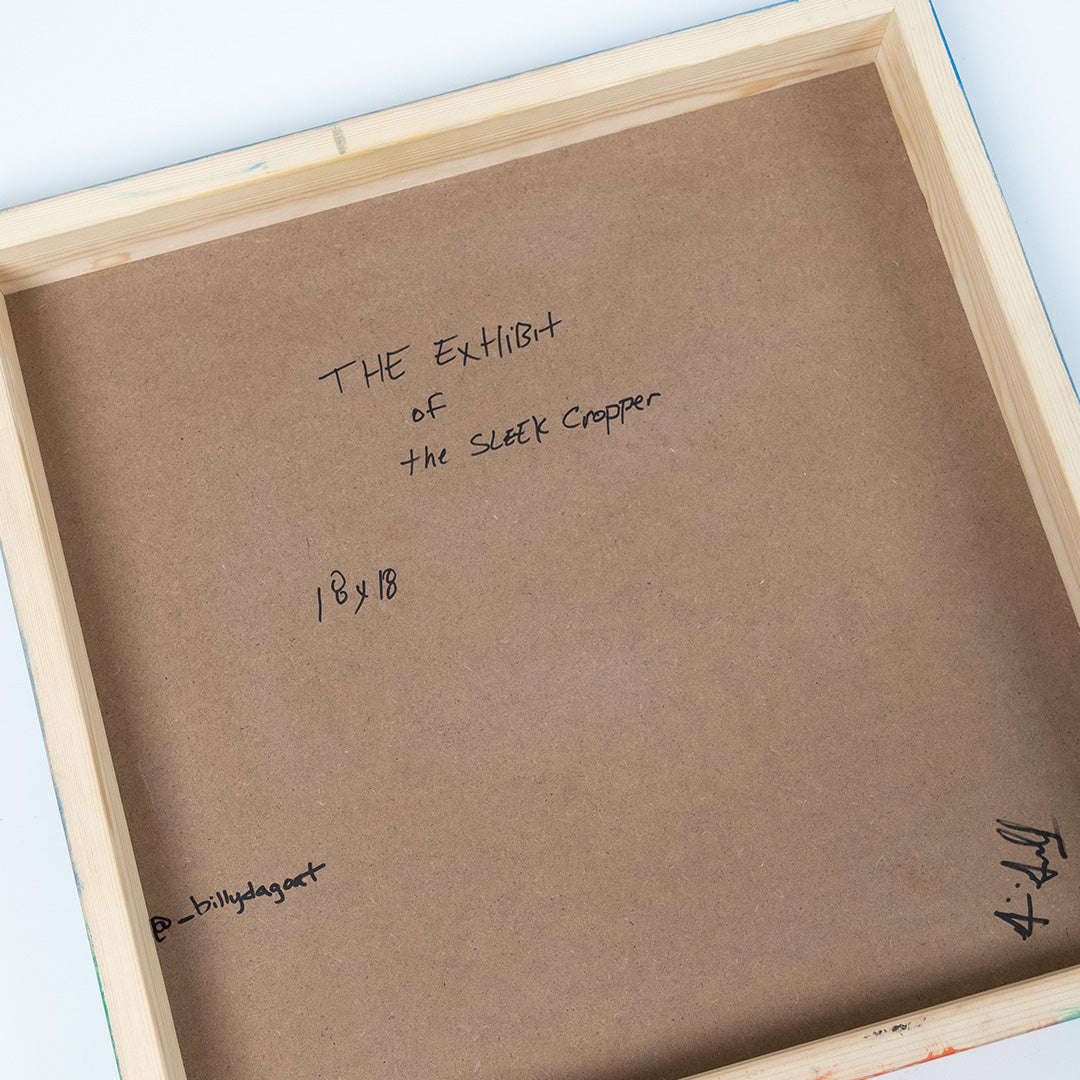 THE ExHiBit
of
the SLEEK Cropper
18x18
@_billydagoat